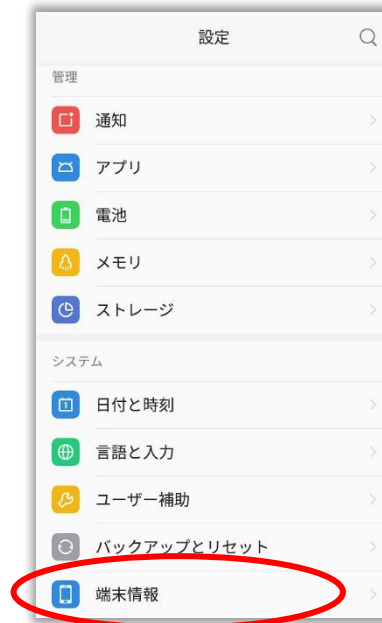 設定
管理
通知
アプリ
電池
メモリ
ストレージ
システム
日付と時刻
言語と入力
ユーザー補助
バックアップとリセット
端末情報